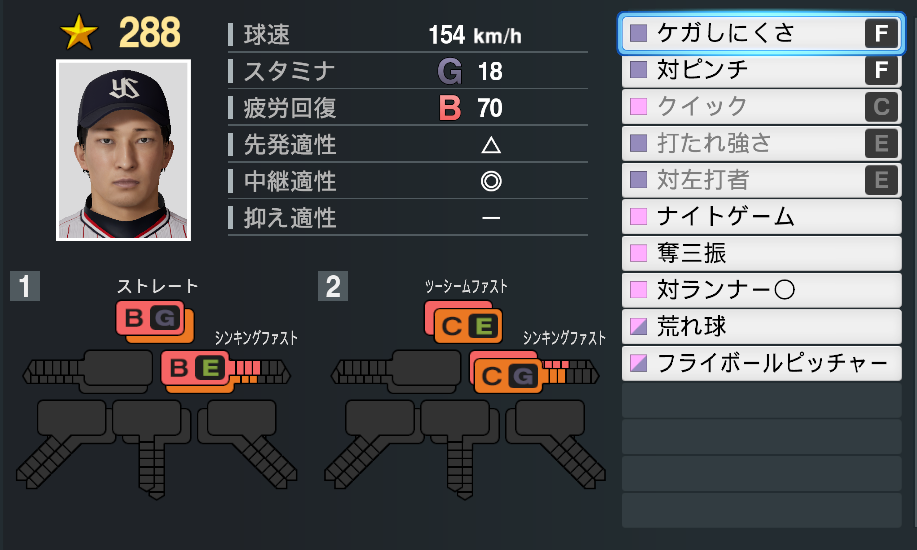 288
球速 154 km/h
スタミナ G 18
疲労回復 B 70
先発適性 △
中継適性 ◎
抑え適性 ー
1
ストレート
B G
シンキングファスト
B E
2
ツーシームファスト
C E
シンキングファスト
C G
ケガしにくさ F
対ピンチ F
クイック C
打たれ強さ E
対左打者 E
ナイトゲーム
奪三振
対ランナー〇
荒れ球
フライボールピッチャー
YS